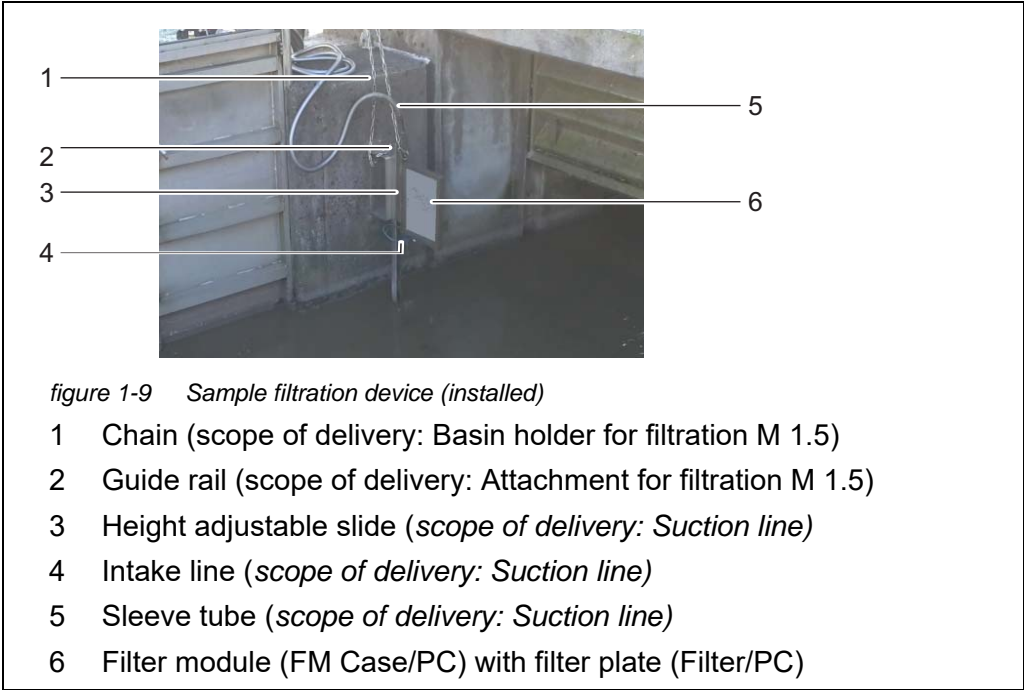 1
2
3
4
5
6
figure 1-9 Sample filtration device (installed)
1 Chain (scope of delivery: Basin holder for filtration M 1.5)
2 Guide rail (scope of delivery: Attachment for filtration M 1.5)
3 Height adjustable slide (scope of delivery: Suction line)
4 Intake line (scope of delivery: Suction line)
5 Sleeve tube (scope of delivery: Suction line)
6 Filter module (FM Case/PC) with filter plate (Filter/PC)